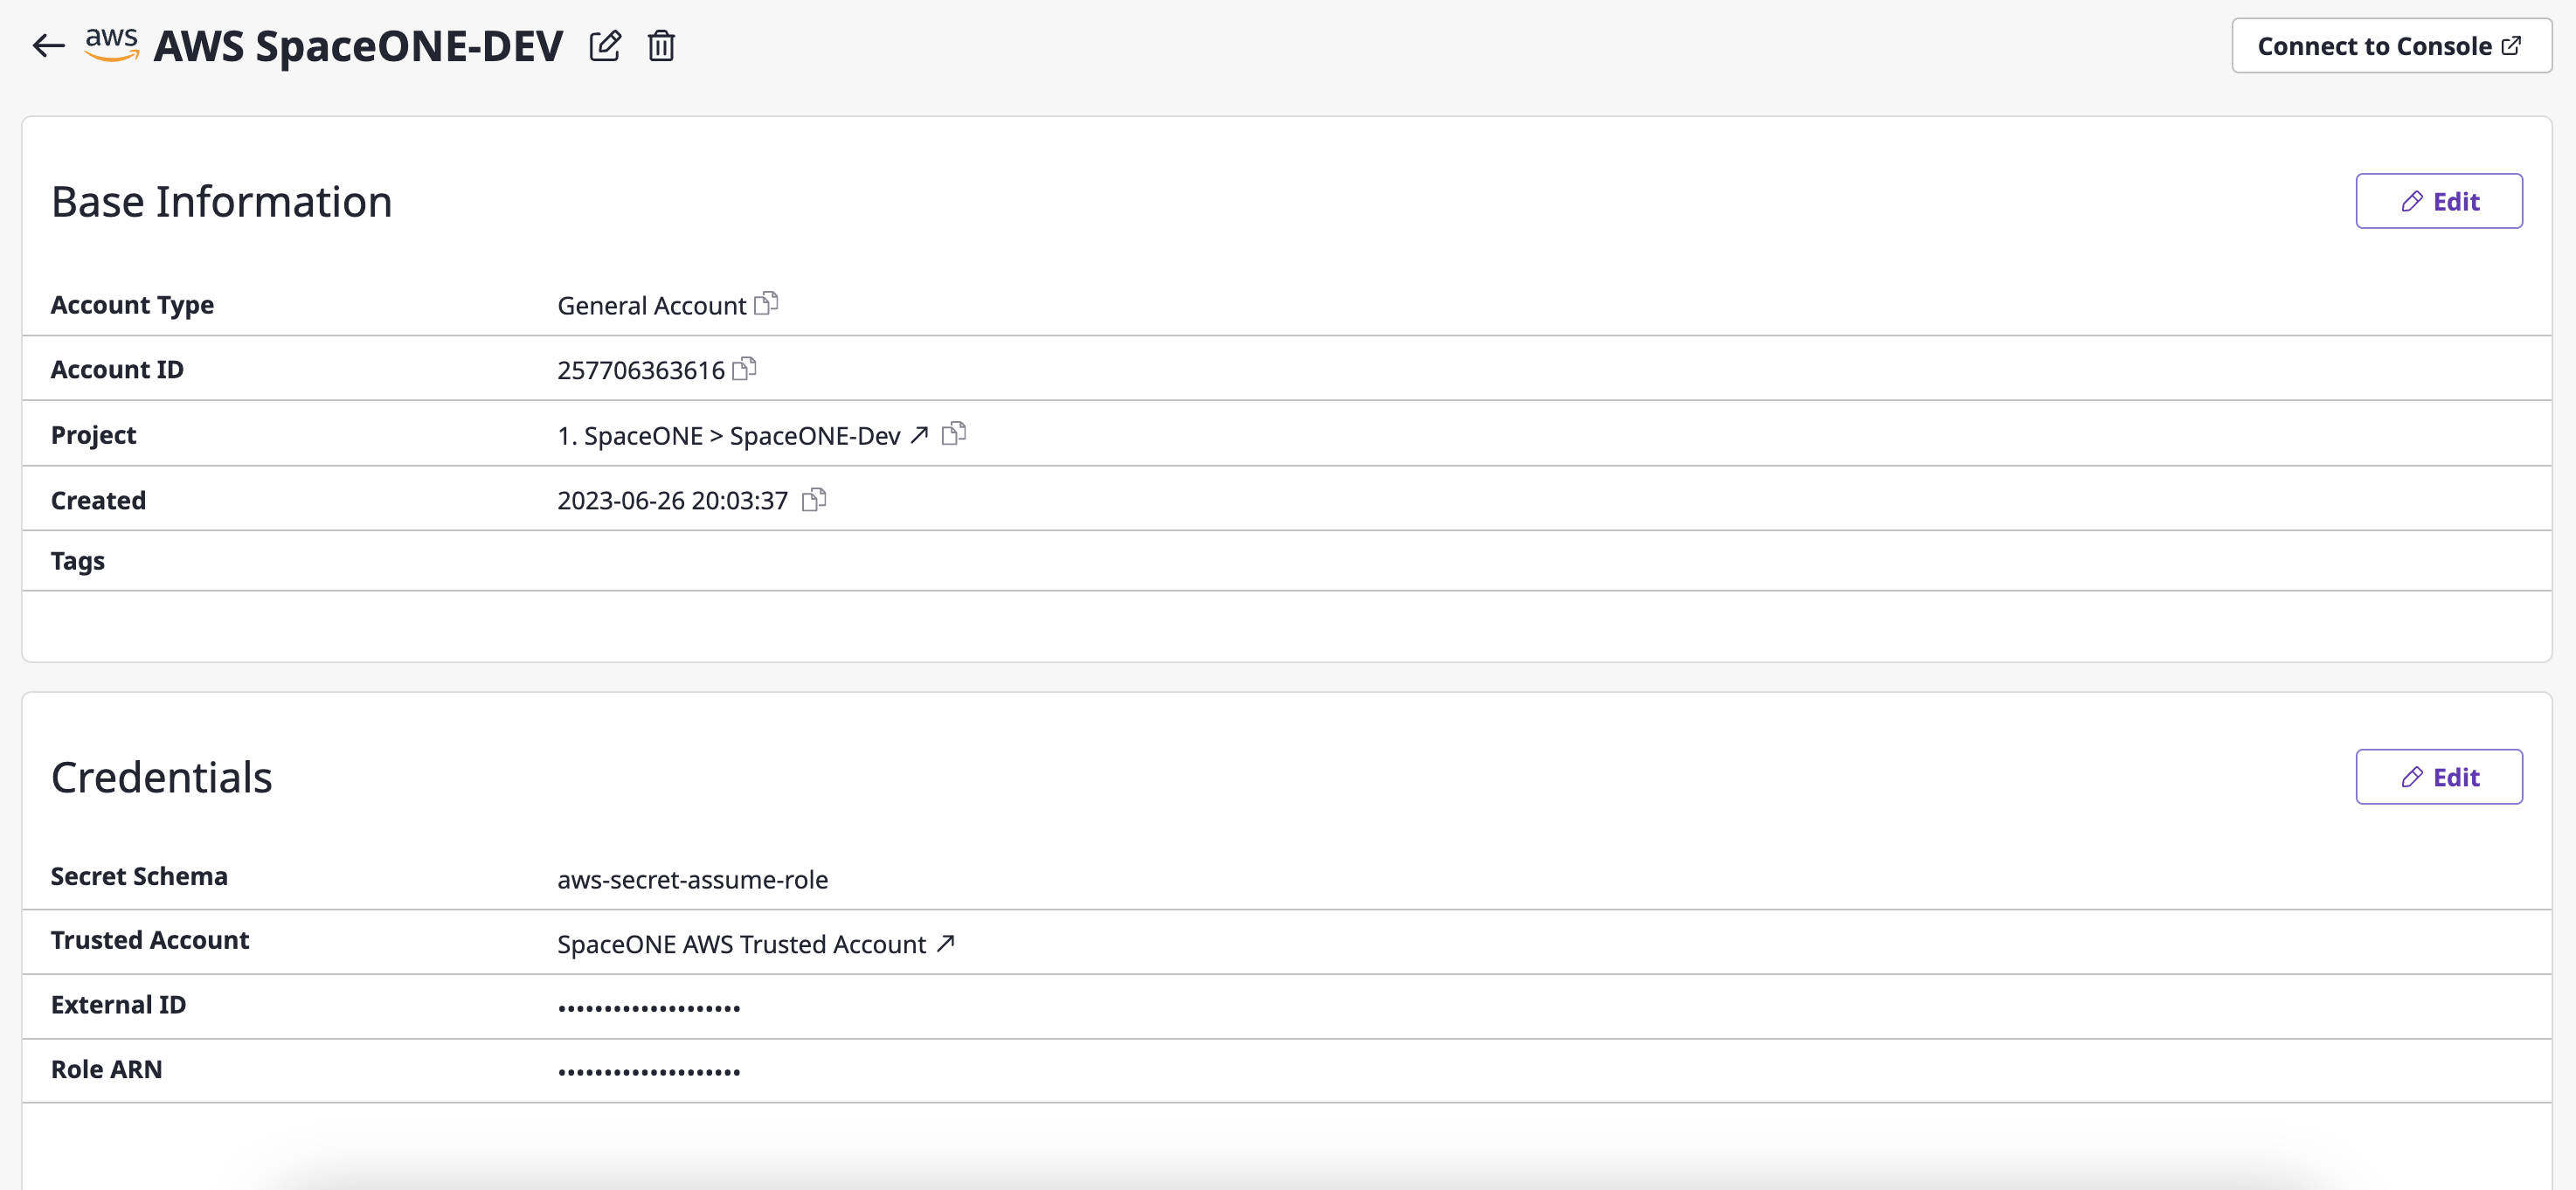 aws AWS SpaceONE-DEV Connect to Console
Base Information Edit
Account Type General Account
Account ID 257706363616
Project 1. SpaceONE > SpaceONE-Dev
Created 2023-06-26 20:03:37
Tags
Credentials Edit
Secret Schema aws-secret-assume-role
Trusted Account SpaceONE AWS Trusted Account
External ID ••••••••••••••••••••
Role ARN ••••••••••••••••••••